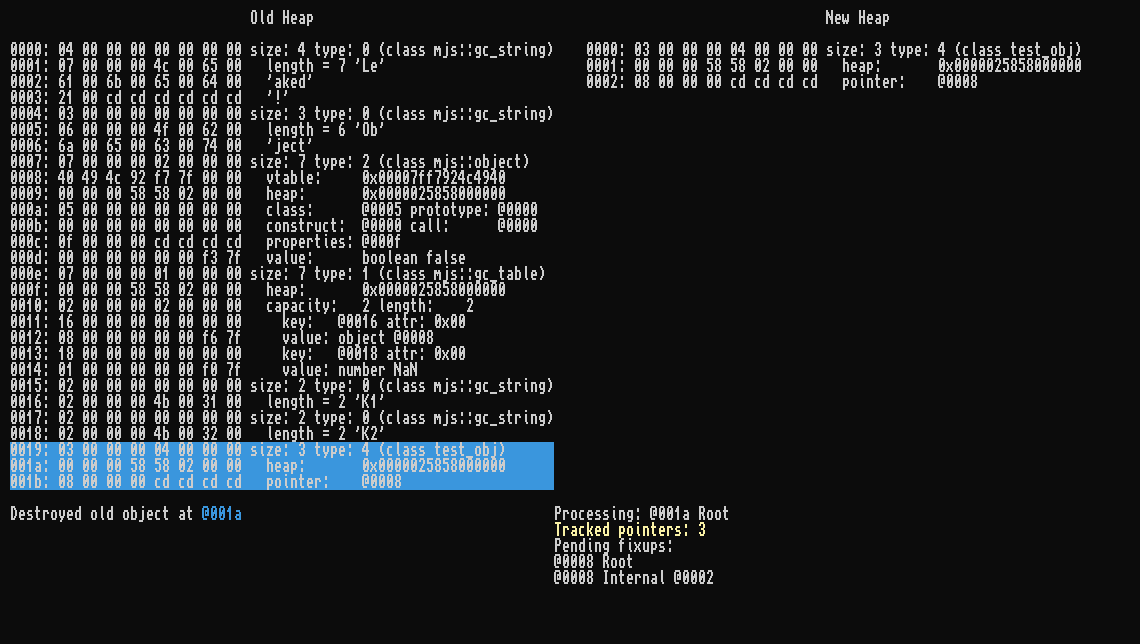 Old Heap
New Heap
0000: 04 00 00 00 00 00 00 00 size: 4 type: 0 (class mjs::gc_string)
0001: 07 00 00 00 4c 00 65 00   length = 7 'Le'
0002: 61 00 6b 00 65 00 64 00   'aked'
0003: 21 00 cd cd cd cd cd cd   '!'
0004: 03 00 00 00 00 00 00 00 size: 3 type: 0 (class mjs::gc_string)
0005: 06 00 00 00 4f 00 62 00   length = 6 'Ob'
0006: 6a 00 65 00 63 00 74 00   'ject'
0007: 07 00 00 00 02 00 00 00 size: 7 type: 2 (class mjs::object)
0008: 40 49 4c 92 f7 7f 00 00   vtable:     0x00007ff7924c4940
0009: 00 00 00 58 58 02 00 00   heap:       0x0000025858000000
000a: 05 00 00 00 00 00 00 00   class:      @0005 prototype: @0000
000b: 00 00 00 00 00 00 00 00   construct:  @0000 call:      @0000
000c: 0f 00 00 00 cd cd cd cd   properties: @000f
000d: 00 00 00 00 00 00 f3 7f   value:      boolean false
000e: 07 00 00 00 01 00 00 00 size: 7 type: 1 (class mjs::gc_table)
000f: 00 00 00 58 58 02 00 00   heap:       0x0000025858000000
0010: 02 00 00 00 02 00 00 00   capacity:   2 length:    2
0011: 16 00 00 00 00 00 00 00     key:   @0016 attr: 0x00
0012: 08 00 00 00 00 00 f6 7f     value: object @0008
0013: 18 00 00 00 00 00 00 00     key:   @0018 attr: 0x00
0014: 01 00 00 00 00 00 f0 7f     value: number NaN
0015: 02 00 00 00 00 00 00 00 size: 2 type: 0 (class mjs::gc_string)
0016: 02 00 00 00 4b 00 31 00   length = 2 'K1'
0017: 02 00 00 00 00 00 00 00 size: 2 type: 0 (class mjs::gc_string)
0018: 02 00 00 00 4b 00 32 00   length = 2 'K2'
0019: 03 00 00 00 04 00 00 00 size: 3 type: 4 (class test_obj)
001a: 00 00 00 58 58 02 00 00   heap:       0x0000025858000000
001b: 08 00 00 00 cd cd cd cd   pointer:    @0008
0000: 03 00 00 00 04 00 00 00 size: 3 type: 4 (class test_obj)
0001: 00 00 00 58 58 02 00 00   heap:       0x0000025858000000
0002: 08 00 00 00 cd cd cd cd   pointer:    @0008
Destroyed old object at @001a
Processing: @001a Root
Tracked pointers: 3
Pending fixups:
@0008 Root
@0008 Internal @0002